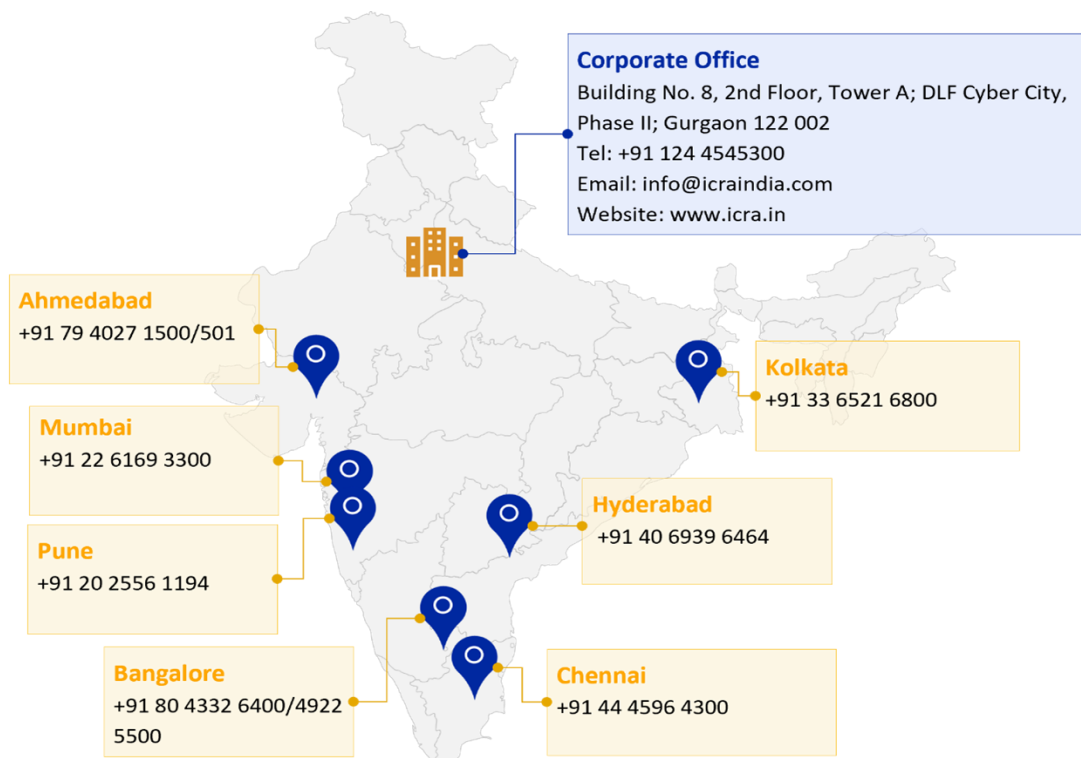 Corporate Office
Building No. 8, 2nd Floor, Tower A; DLF Cyber City,
Phase II; Gurgaon 122 002
Tel: +91 124 4545300
Email: info@icraindia.com
Website: www.icra.in
Ahmedabad
+91 79 4027 1500/501
Kolkata
+91 33 6521 6800
Mumbai
+91 22 6169 3300
Hyderabad
+91 40 6939 6464
Pune
+91 20 2556 1194
Bangalore
+91 80 4332 6400/4922
5500
Chennai
+91 44 4596 4300